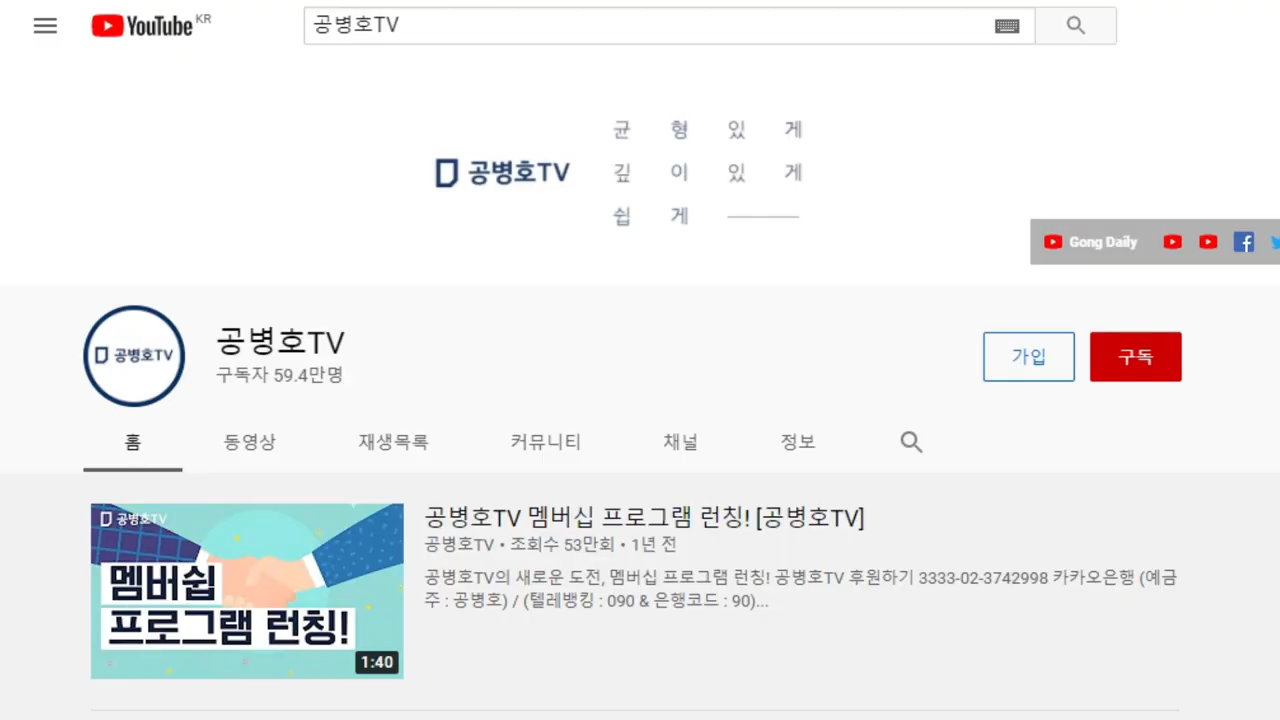 YouTube KR
공병호TV
균 형 있 게
공병호TV
깊 이 있 게
쉽 게
Gong Daily
공병호TV
공병호TV
구독자 59.4만명
가입
구독
홈
동영상
재생목록
커뮤니티
채널
정보
공병호TV
멤버쉽
프로그램 런칭!
1:40
공병호TV 멤버십 프로그램 런칭! [공병호TV]
공병호TV • 조회수 53만회 • 1년 전
공병호TV의 새로운 도전, 멤버십 프로그램 런칭! 공병호TV 후원하기 3333-02-3742998 카카오은행 (예금
주 : 공병호) / (텔레뱅킹 : 090 & 은행코드 : 90)...